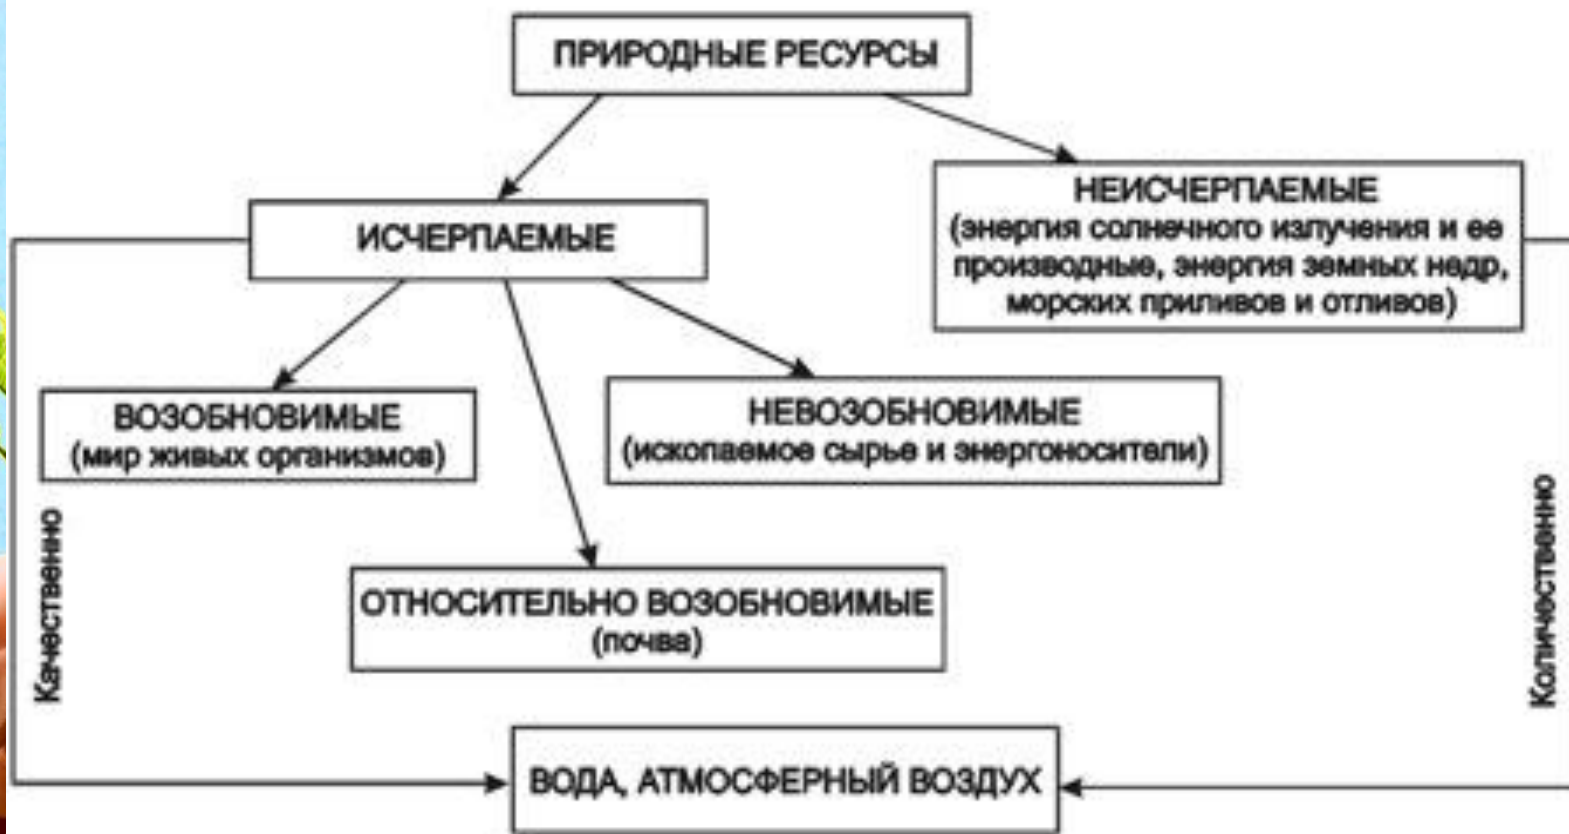 ПРИРОДНЫЕ РЕСУРСЫ
ИСЧЕРПАЕМЫЕ
НЕИСЧЕРПАЕМЫЕ
(энергия солнечного излучения и ее
производные, энергия земных недр,
морских приливов и отливов)
ВОЗОБНОВИМЫЕ
(мир живых организмов)
НЕВОЗОБНОВИМЫЕ
(ископаемое сырье и энергоносители)
ОТНОСИТЕЛЬНО ВОЗОБНОВИМЫЕ
(почва)
Качественно
Количественно
ВОДА, АТМОСФЕРНЫЙ ВОЗДУХ